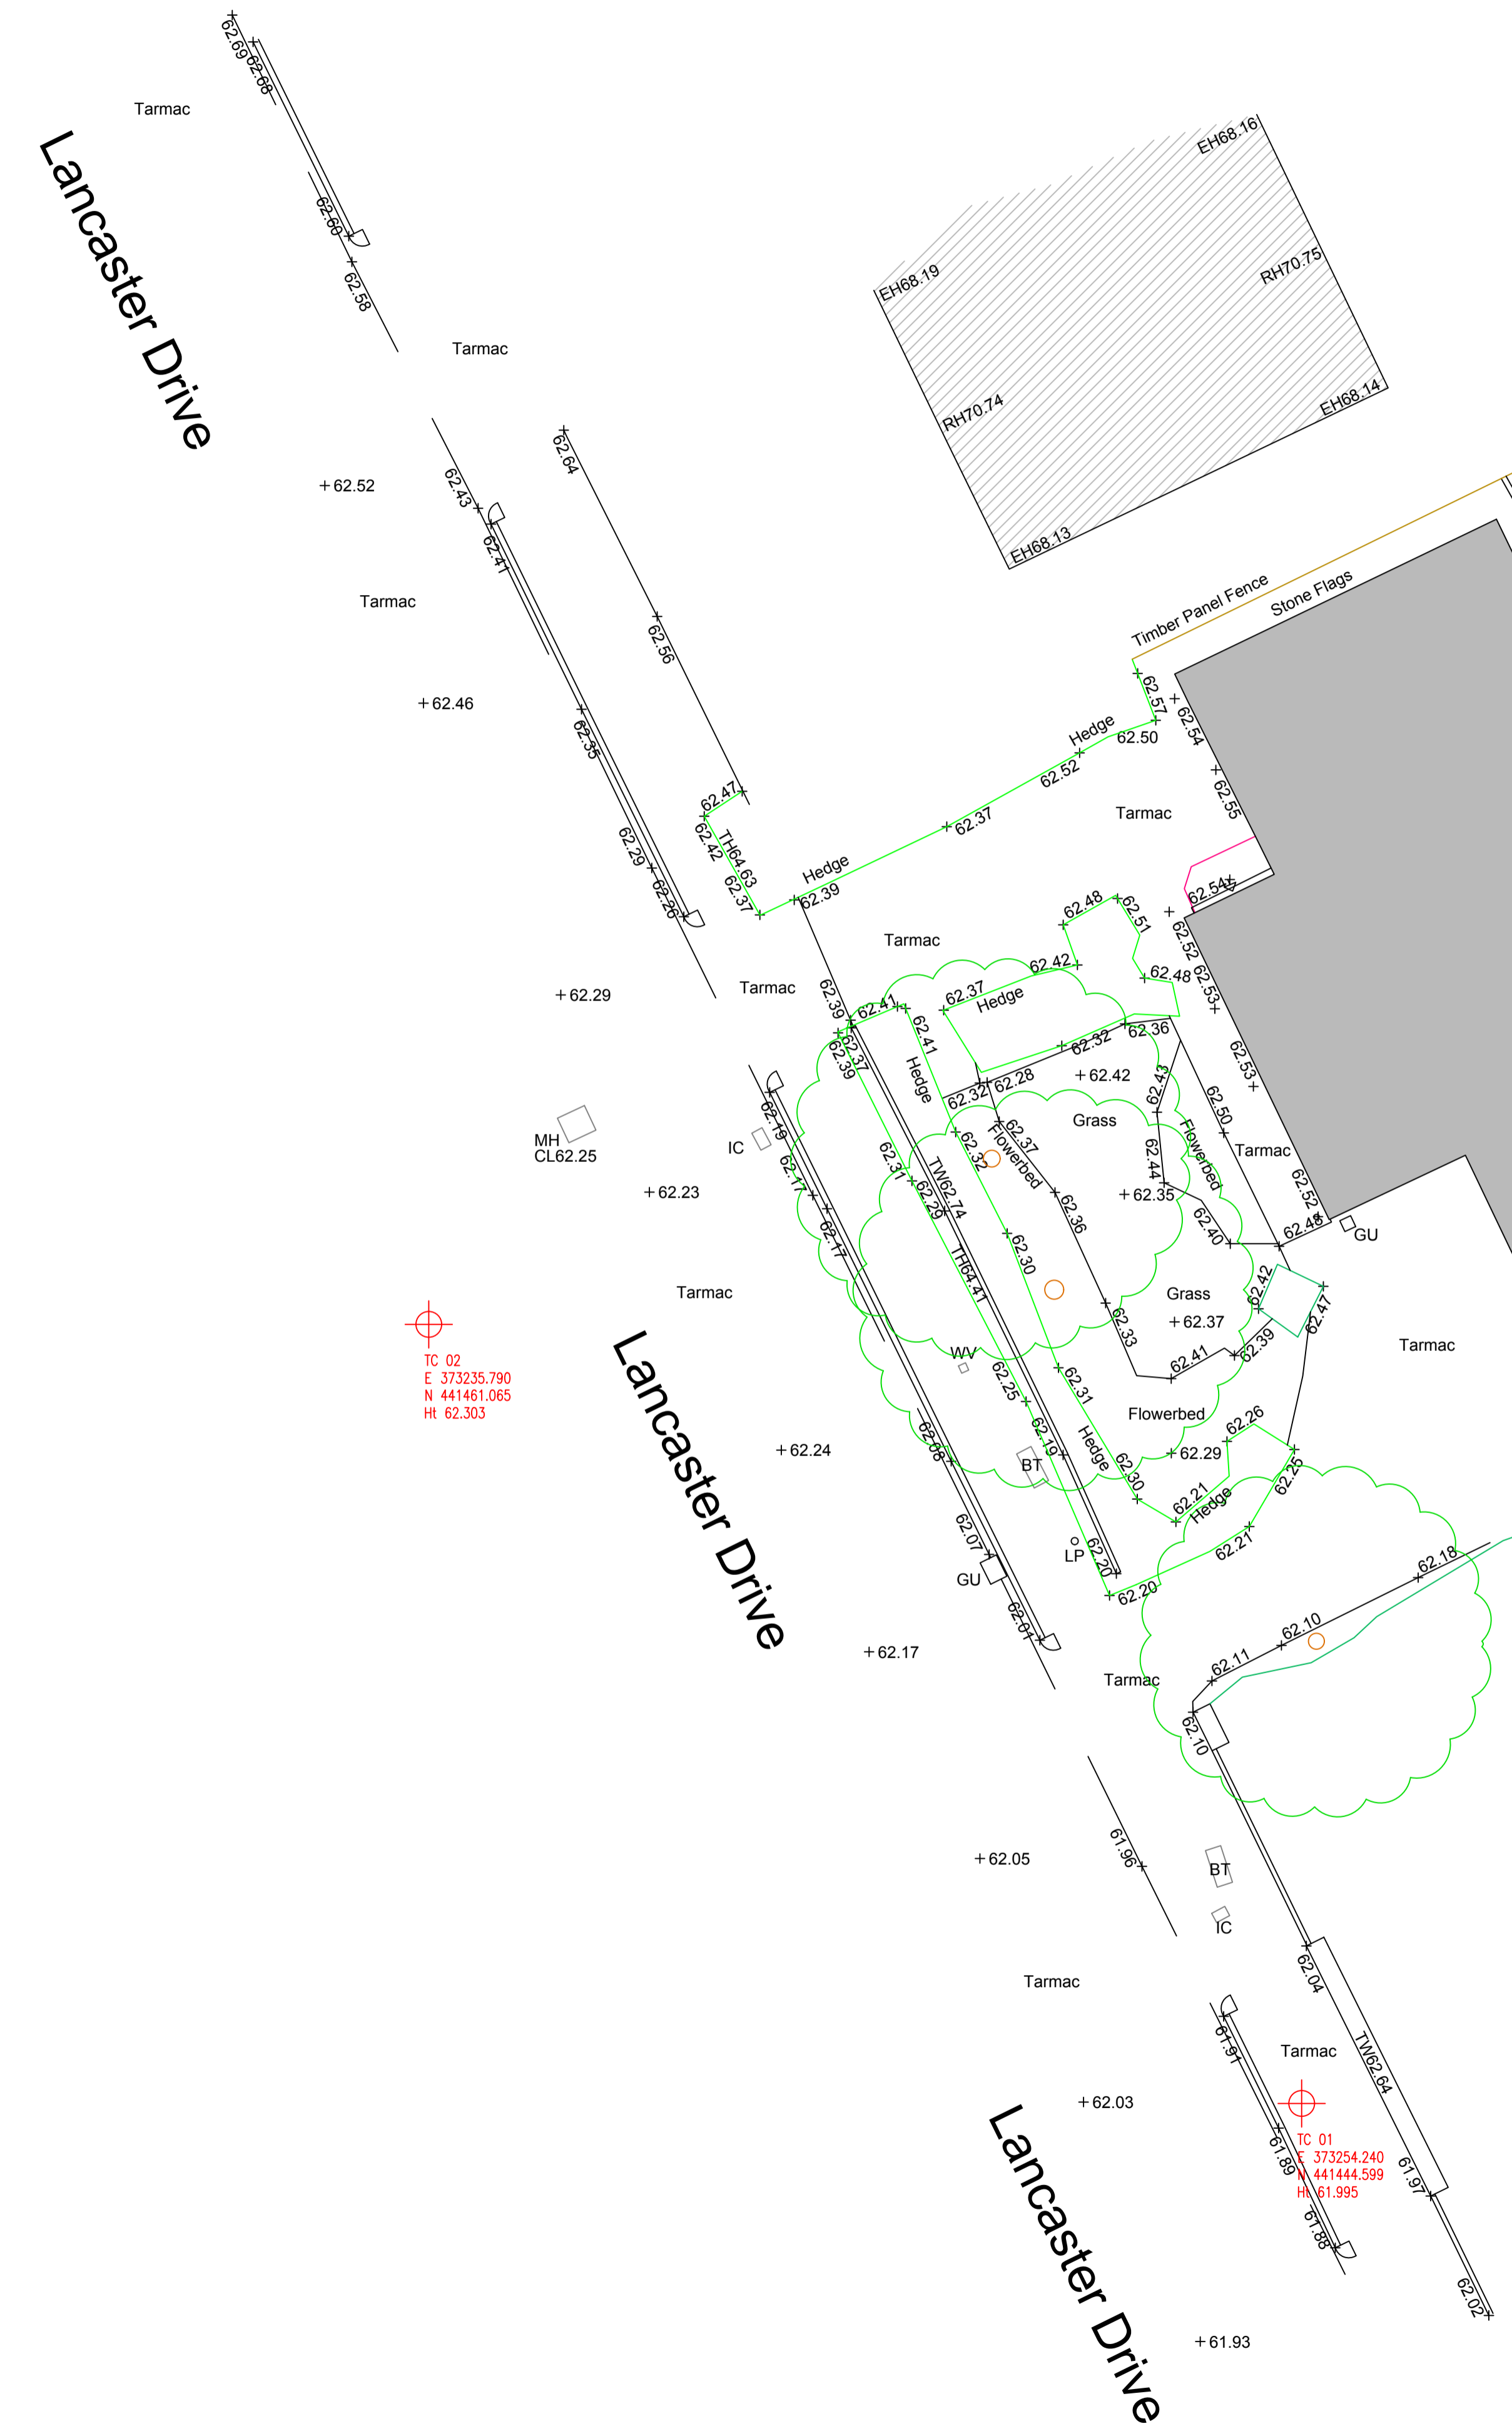 62.69
62.68
Tarmac
Lancaster Drive
62.60
62.58
EH68.16
EH68.19
RH70.75
Tarmac
RH70.74
EH68.14
62.64
62.43
62.52
62.41
EH68.13
Timber Panel Fence
Stone Flags
Tarmac
62.56
62.57
62.46
62.54
62.35
Hedge
62.50
62.52
62.55
62.47
62.42
TH64.63
62.37
Tarmac
62.29
Hedge
62.37
62.39
62.26
62.54
62.48
62.51
62.52
Tarmac
62.42
62.48
Tarmac
62.29
62.39
62.41
62.37
Hedge
62.53
62.41
62.36
62.37
62.39
62.32
62.53
Hedge
62.28
62.42
62.43
62.32
62.19
Grass
62.50
MH
CL62.25
IC
62.37
Flowerbed
62.32
Flowerbed
Tarmac
62.17
62.31
62.29
TW62.74
62.44
62.35
62.23
62.36
62.52
62.17
62.30
62.40
62.48
GU
TH64.41
62.42
62.47
Tarmac
Grass
62.37
62.33
62.39
Tarmac
TC 02
E 373235.790
N 441461.065
Ht 62.303
Lancaster Drive
WV
62.25
62.31
62.41
Flowerbed
62.26
62.08
62.24
62.19
Hedge
62.29
62.25
BT
62.30
62.21
Hedge
62.07
62.20
LP
62.21
62.18
GU
62.20
62.01
62.10
62.17
62.11
Tarmac
62.10
61.96
62.05
BT
IC
62.04
Tarmac
61.91
Tarmac
TW62.64
62.03
Lancaster Drive
61.89
TC 01
E 373254.240
N 441444.599
Ht 61.995
61.97
61.88
62.02
61.93